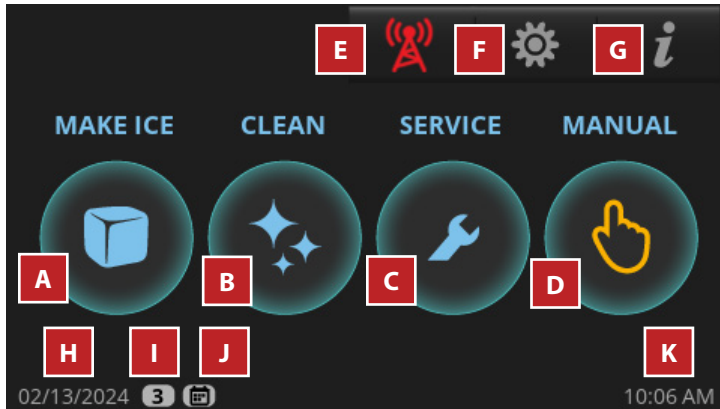 E F G i
MAKE ICE CLEAN SERVICE MANUAL
A B C D
H I J K
02/13/2024 3 10:06 AM